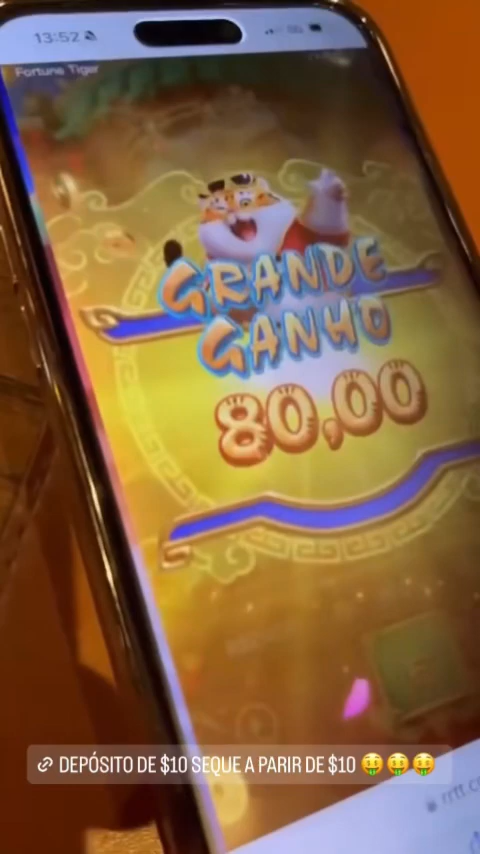 13:52
Fortune Tiger
GRANDE
GANHO
80,00
DEPÓSITO DE $10 SEQUE A PARIR DE $10 🤑🤑🤑